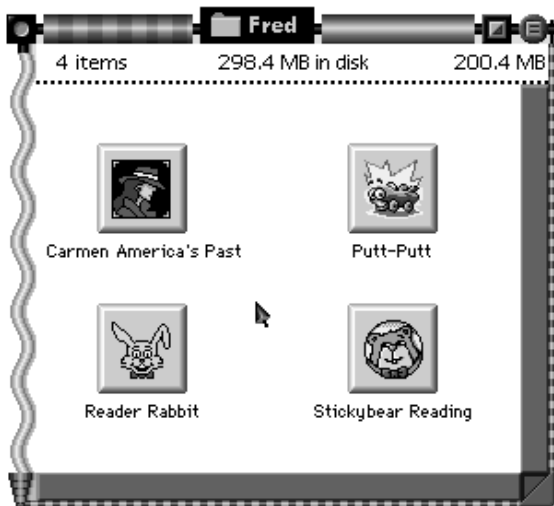 Fred
4 items 298.4 MB in disk 200.4 MB
Carmen America's Past Putt-Putt
Reader Rabbit Stickybear Reading